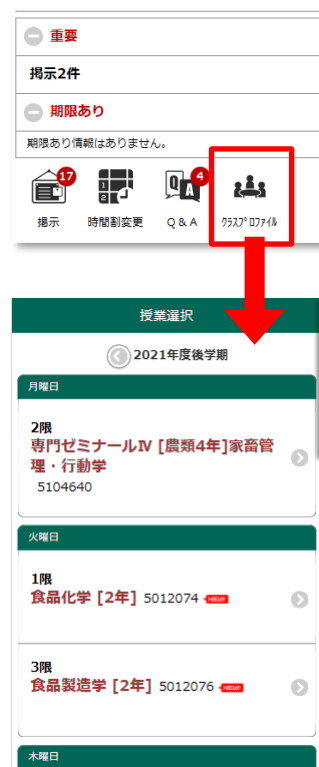 重要
掲示2件
期限あり
期限あり情報はありません。
17
1
2
Q A
4
掲示
時間割変更
Q & A
ｸﾗｽﾌﾟﾛﾌｧｲﾙ
授業選択
2021年度後学期
月曜日
2限
専門ゼミナールⅣ [農類4年]家畜管
理・行動学
5104640
火曜日
1限
食品化学 [2年] 5012074 NEW!
3限
食品製造学 [2年] 5012076 NEW!
木曜日